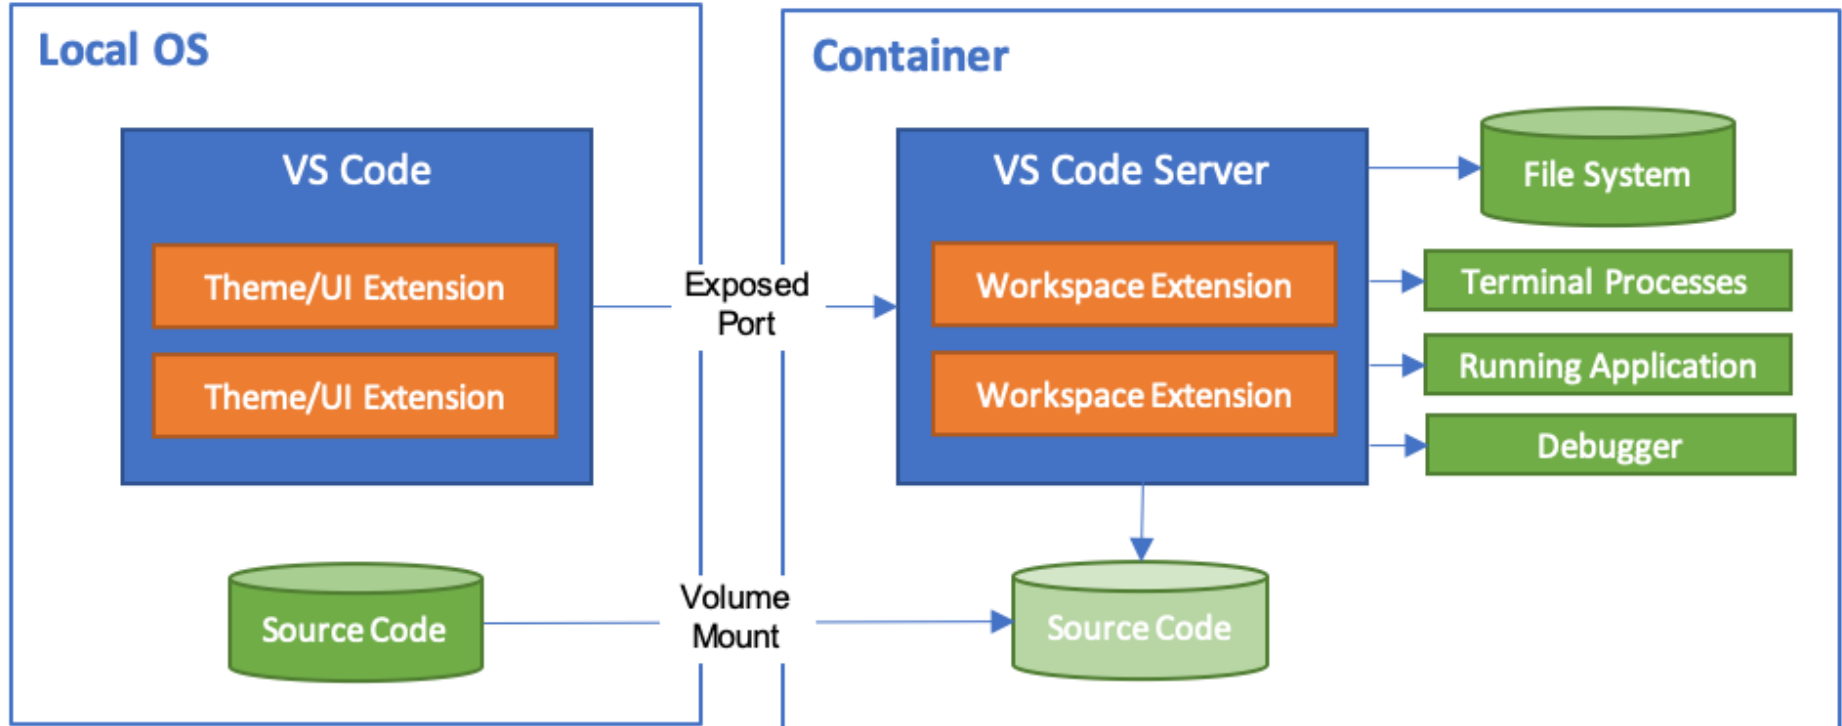 Local OS
VS Code
Theme/UI Extension
Theme/UI Extension
Source Code
Exposed
Port
Volume
Mount
Container
VS Code Server
Workspace Extension
Workspace Extension
File System
Terminal Processes
Running Application
Debugger
Source Code